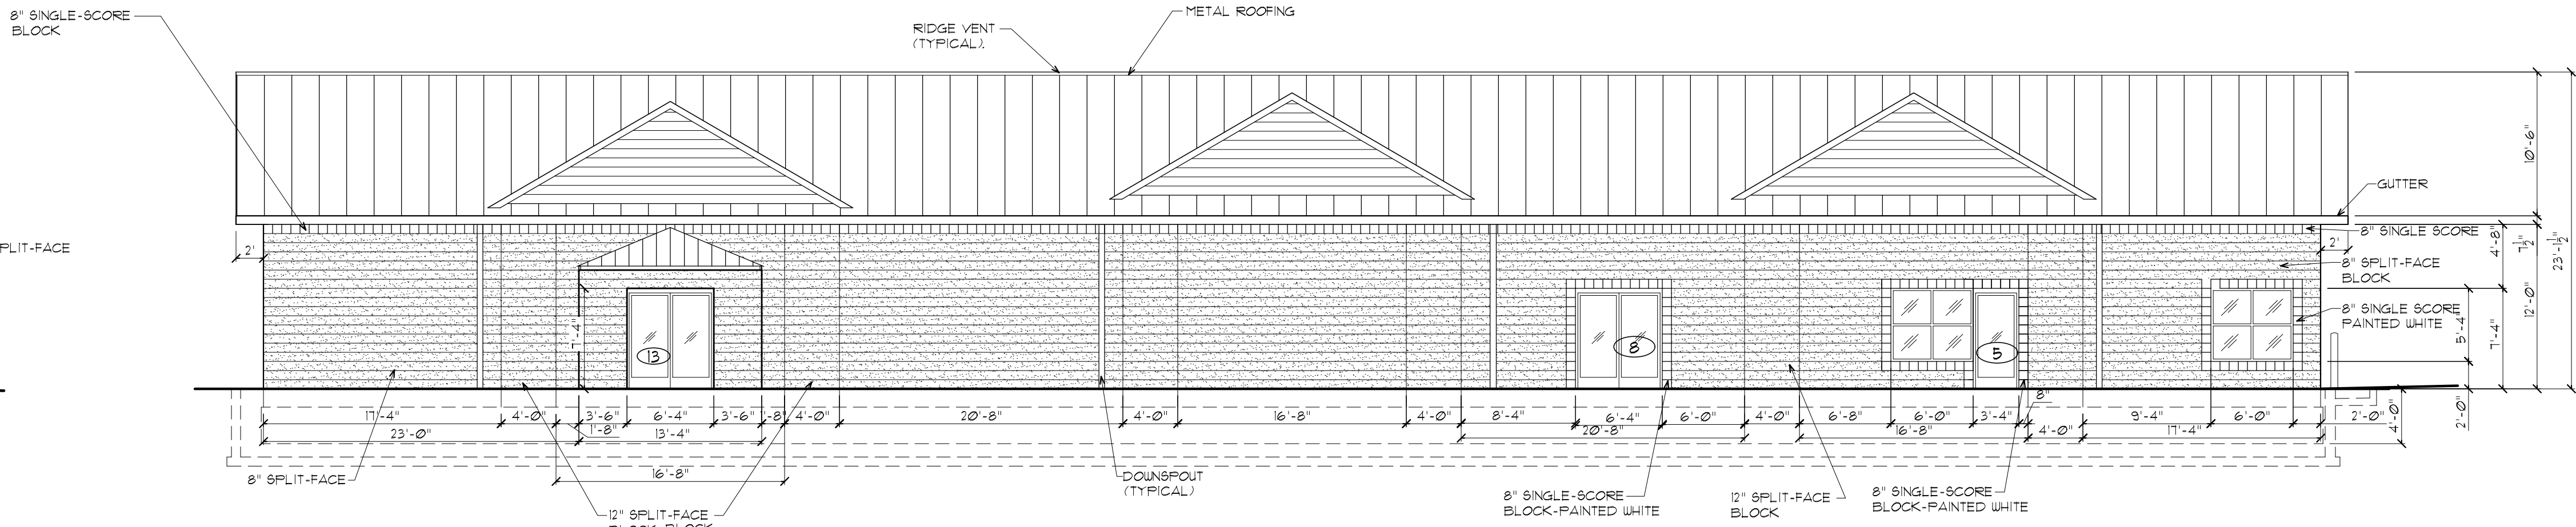 8" SINGLE-SCORE
BLOCK
METAL ROOFING
RIDGE VENT
(TYPICAL).
10'-6"
GUTTER
PLIT-FACE
2'
8" SINGLE SCORE
2'
4'-8"
7 1/2"
23'-1 1/2"
8" SPLIT-FACE
BLOCK
12'-0"
8" SINGLE SCORE
PAINTED WHITE
5'-4"
7'-4"
7'-4"
13
8
5
8"
17'-4"
4'-0"
3'-6"
6'-4"
3'-6"
1'-8"
4'-0"
20'-8"
4'-0"
16'-8"
4'-0"
8'-4"
6'-4"
6'-0"
4'-0"
6'-8"
6'-0"
3'-4"
9'-4"
6'-0"
2'-0"
4'-0"
2'-0"
23'-0"
1'-8"
13'-4"
20'-8"
16'-8"
4'-0"
17'-4"
16'-8"
8" SPLIT-FACE
DOWNSPOUT
(TYPICAL)
8" SINGLE-SCORE
BLOCK-PAINTED WHITE
12" SPLIT-FACE
BLOCK
8" SINGLE-SCORE
BLOCK-PAINTED WHITE
12" SPLIT-FACE